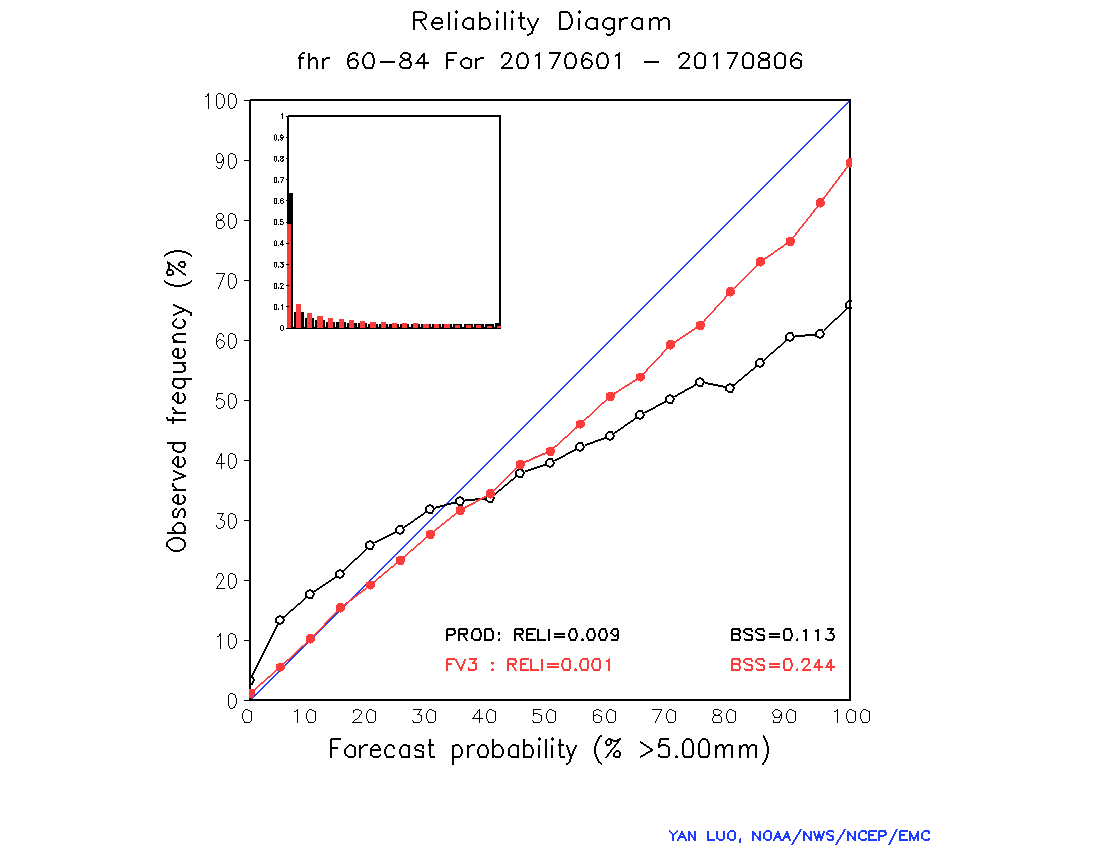 Reliability Diagram
fhr 60-84 For 20170601 - 20170806
Observed frequency (%)
100
90
80
70
60
50
40
30
20
10
0
1
0.9
0.8
0.7
0.6
0.5
0.4
0.3
0.2
0.1
0
PROD: RELI=0.009 BSS=0.113
FV3 : RELI=0.001 BSS=0.244
0 10 20 30 40 50 60 70 80 90 100
Forecast probability (% >5.00mm)
YAN LUO, NOAA/NWS/NCEP/EMC